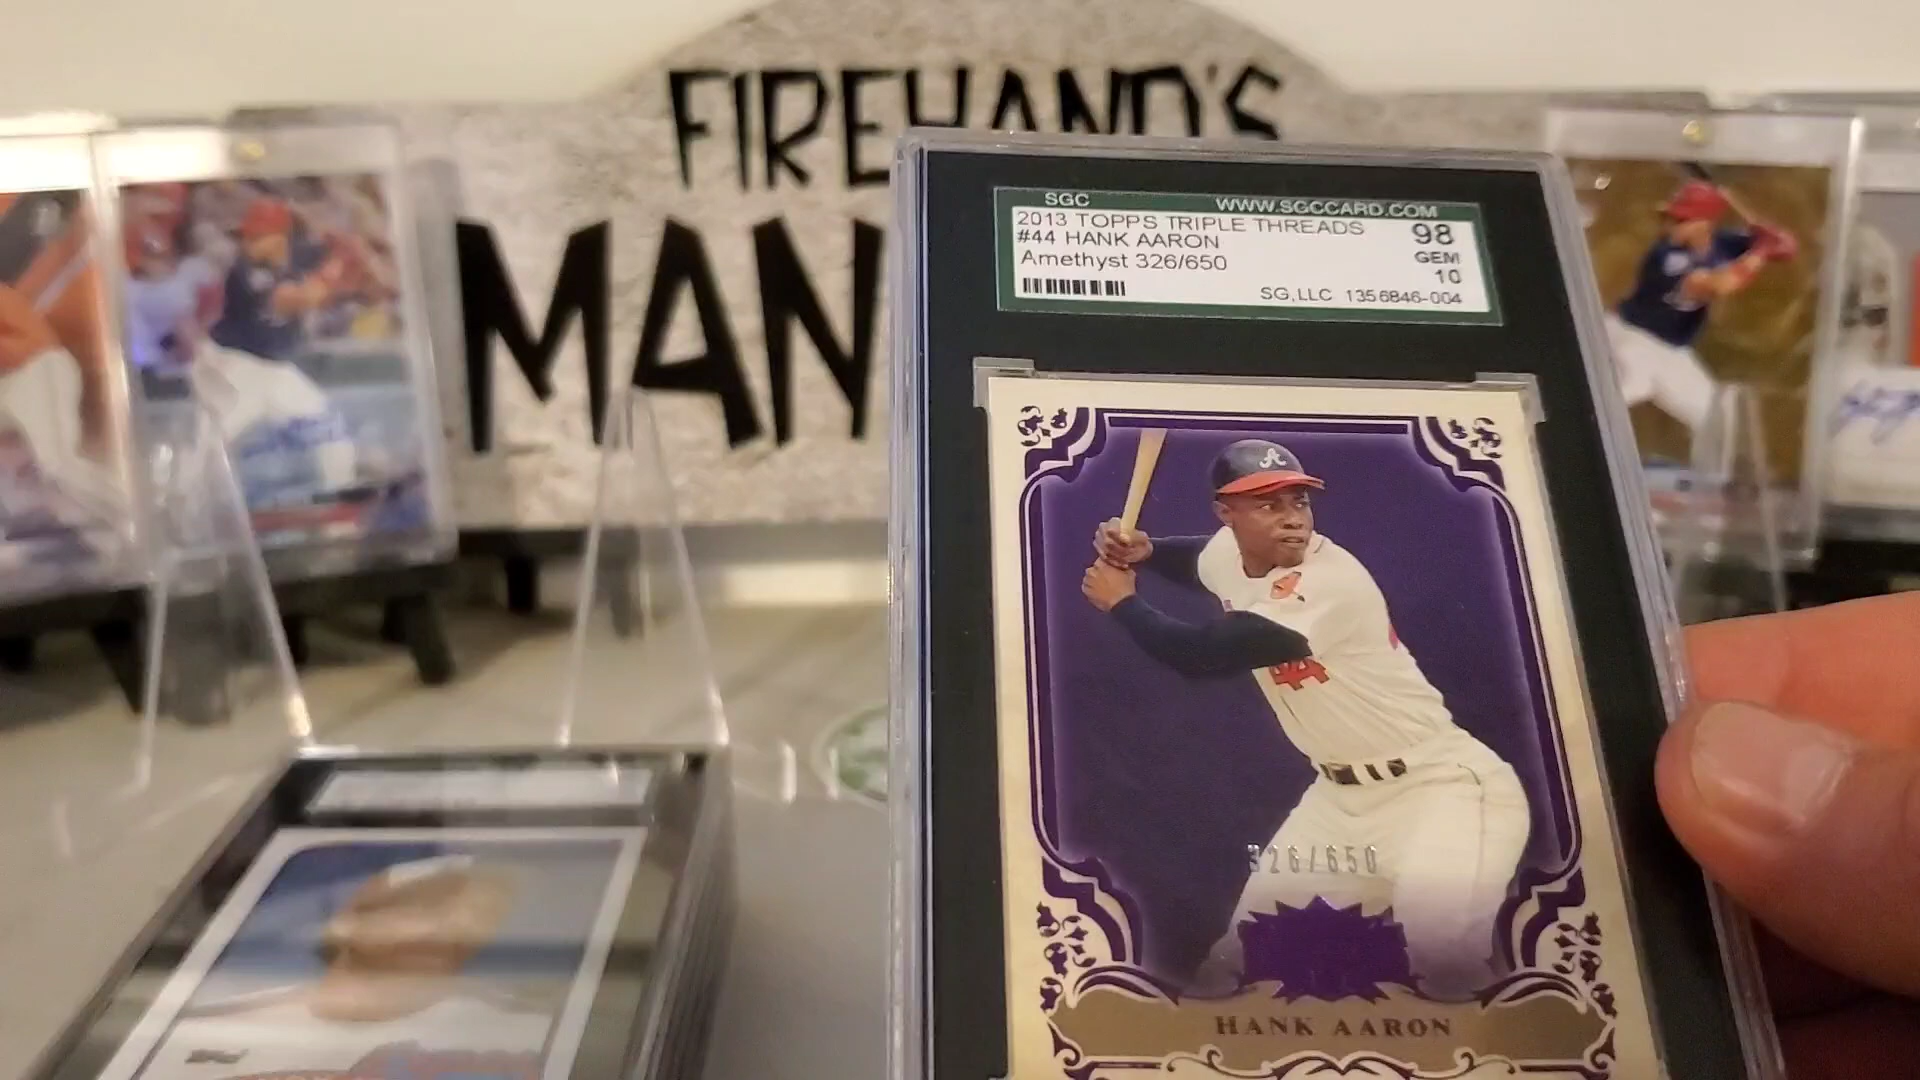 FIREHAND'S
MAN
SGC WWW.SGCCARD.COM
2013 TOPPS TRIPLE THREADS 98
#44 HANK AARON GEM
Amethyst 326/650 10
SG,LLC 1356846-004
A
44
326/650
HANK AARON